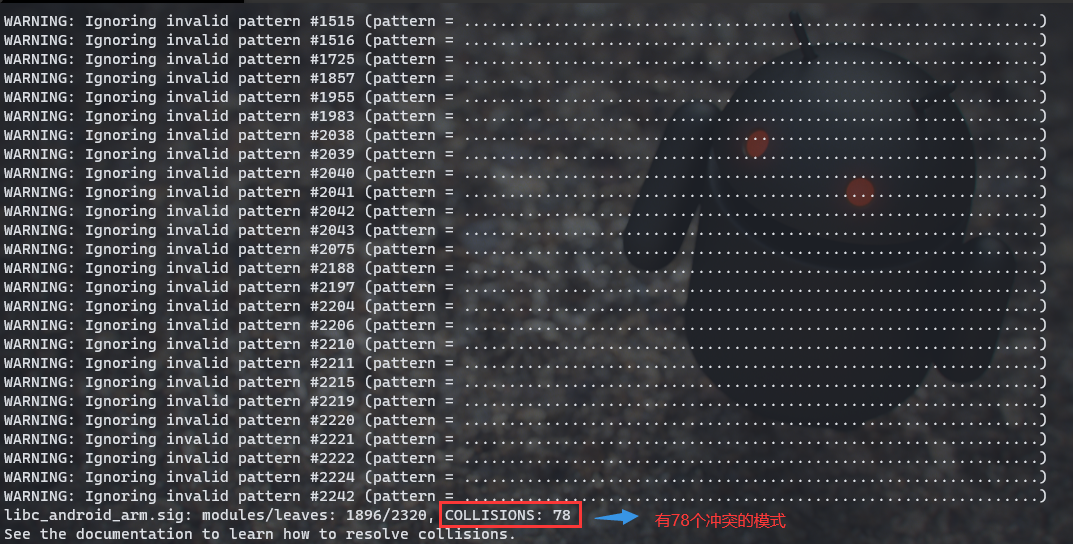 WARNING: Ignoring invalid pattern #1515 (pattern = ................................................................)
WARNING: Ignoring invalid pattern #1516 (pattern = ................................................................)
WARNING: Ignoring invalid pattern #1725 (pattern = ................................................................)
WARNING: Ignoring invalid pattern #1857 (pattern = ................................................................)
WARNING: Ignoring invalid pattern #1955 (pattern = ................................................................)
WARNING: Ignoring invalid pattern #1983 (pattern = ................................................................)
WARNING: Ignoring invalid pattern #2038 (pattern = ................................................................)
WARNING: Ignoring invalid pattern #2039 (pattern = ................................................................)
WARNING: Ignoring invalid pattern #2040 (pattern = ................................................................)
WARNING: Ignoring invalid pattern #2041 (pattern = ................................................................)
WARNING: Ignoring invalid pattern #2042 (pattern = ................................................................)
WARNING: Ignoring invalid pattern #2043 (pattern = ................................................................)
WARNING: Ignoring invalid pattern #2075 (pattern = ................................................................)
WARNING: Ignoring invalid pattern #2188 (pattern = ................................................................)
WARNING: Ignoring invalid pattern #2197 (pattern = ................................................................)
WARNING: Ignoring invalid pattern #2204 (pattern = ................................................................)
WARNING: Ignoring invalid pattern #2206 (pattern = ................................................................)
WARNING: Ignoring invalid pattern #2210 (pattern = ................................................................)
WARNING: Ignoring invalid pattern #2211 (pattern = ................................................................)
WARNING: Ignoring invalid pattern #2215 (pattern = ................................................................)
WARNING: Ignoring invalid pattern #2219 (pattern = ................................................................)
WARNING: Ignoring invalid pattern #2220 (pattern = ................................................................)
WARNING: Ignoring invalid pattern #2221 (pattern = ................................................................)
WARNING: Ignoring invalid pattern #2222 (pattern = ................................................................)
WARNING: Ignoring invalid pattern #2224 (pattern = ................................................................)
WARNING: Ignoring invalid pattern #2242 (pattern = ................................................................)
libc_android_arm.sig: modules/leaves: 1896/2320, COLLISIONS: 78 有78个冲突的模式
See the documentation to learn how to resolve collisions.